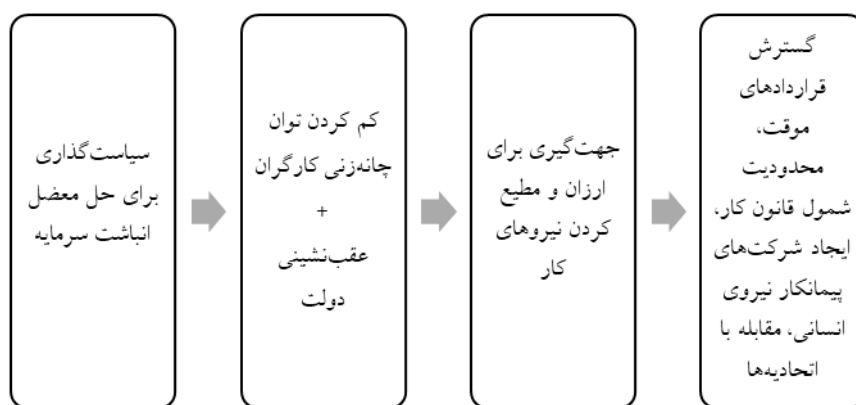 سیاست‌گذاری
برای حل معضل
انباشت سرمایه
کم کردن توان
چانه‌زنی کارگران
+
عقب‌نشینی
دولت
جهت‌گیری برای
ارزان و مطیع
کردن نیروهای
کار
گسترش
قراردادهای
موقت،
محدودیت
شمول قانون کار،
ایجاد شرکت‌های
پیمانکار نیروی
انسانی، مقابله با
اتحادیه‌ها